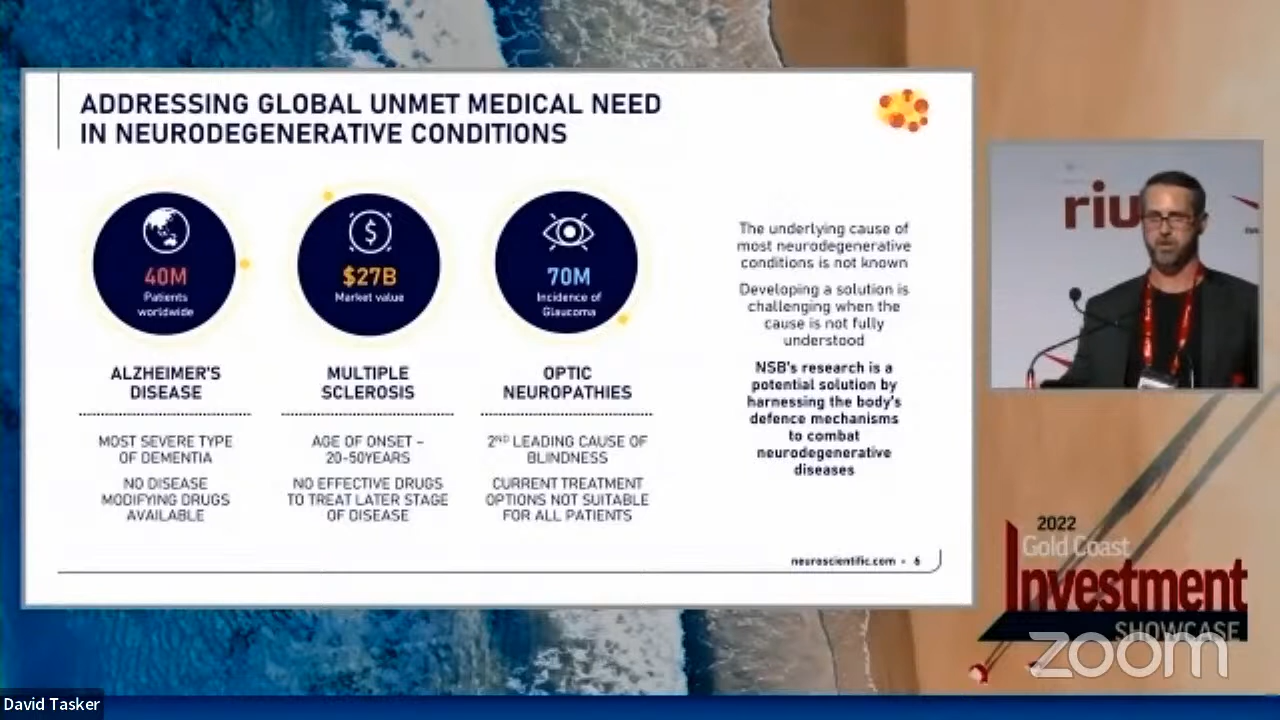 ADDRESSING GLOBAL UNMET MEDICAL NEED
IN NEURODEGENERATIVE CONDITIONS
40M
Patients
worldwide
ALZHEIMER'S
DISEASE
MOST SEVERE TYPE
OF DEMENTIA
NO DISEASE
MODIFYING DRUGS
AVAILABLE
$
$27B
Market value
MULTIPLE
SCLEROSIS
AGE OF ONSET –
20-50YEARS
NO EFFECTIVE DRUGS
TO TREAT LATER STAGE
OF DISEASE
70M
Incidence of
Glaucoma
OPTIC
NEUROPATHIES
2ND LEADING CAUSE OF
BLINDNESS
CURRENT TREATMENT
OPTIONS NOT SUITABLE
FOR ALL PATIENTS
The underlying cause of
most neurodegenerative
conditions is not known
Developing a solution is
challenging when the
cause is not fully
understood
NSB's research is a
potential solution by
harnessing the body's
defence mechanisms
to combat
neurodegenerative
diseases
neuroscientific.com - 6
riu
2022
Gold Coast
Investment
SHOWCASE
zoom
David Tasker